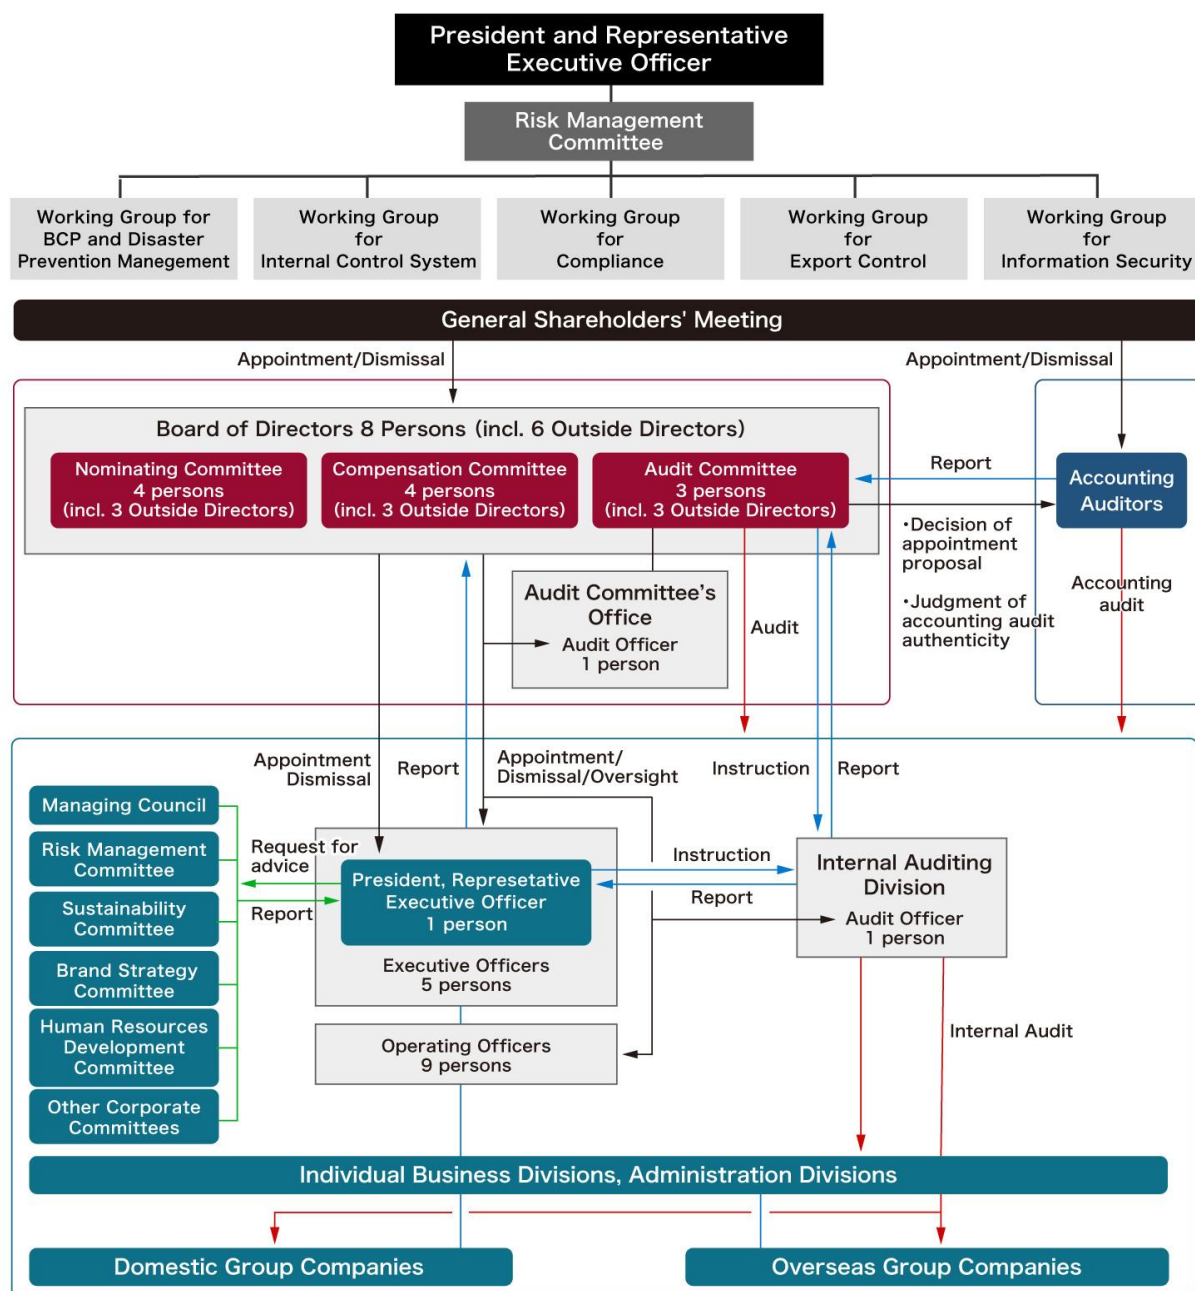 President and Representative
Executive Officer
Risk Management
Committee
Working Group for
BCP and Disaster
Prevention Manegement
Working Group
for
Internal Control System
Working Group
for
Compliance
Working Group
for
Export Control
Working Group
for
Information Security
General Shareholders' Meeting
Appointment/Dismissal
Appointment/Dismissal
Board of Directors 8 Persons (incl. 6 Outside Directors)
Nominating Committee
4 persons
(incl. 3 Outside Directors)
Compensation Committee
4 persons
(incl. 3 Outside Directors)
Audit Committee
3 persons
(incl. 3 Outside Directors)
Report
Accounting
Auditors
・Decision of
appointment
proposal
・Judgment of
accounting audit
authenticity
Accounting
audit
Audit Committee’s
Office
Audit Officer
1 person
Audit
Appointment
Dismissal
Report
Appointment/
Dismissal/Oversight
Instruction
Report
Managing Council
Risk Management
Committee
Sustainability
Committee
Brand Strategy
Committee
Human Resources
Development
Committee
Other Corporate
Committees
Request for
advice
Report
President, Represetative
Executive Officer
1 person
Executive Officers
5 persons
Operating Officers
9 persons
Instruction
Report
Internal Auditing
Division
Audit Officer
1 person
Internal Audit
Individual Business Divisions, Administration Divisions
Domestic Group Companies
Overseas Group Companies